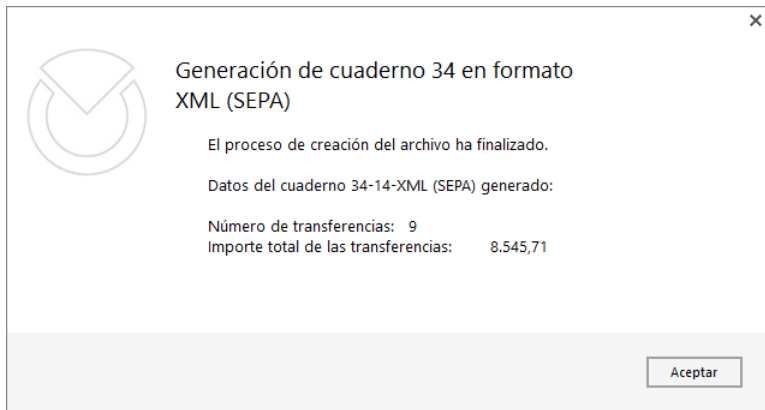 Generación de cuaderno 34 en formato
XML (SEPA)
El proceso de creación del archivo ha finalizado.
Datos del cuaderno 34-14-XML (SEPA) generado:
Número de transferencias: 9
Importe total de las transferencias: 8.545,71
Aceptar